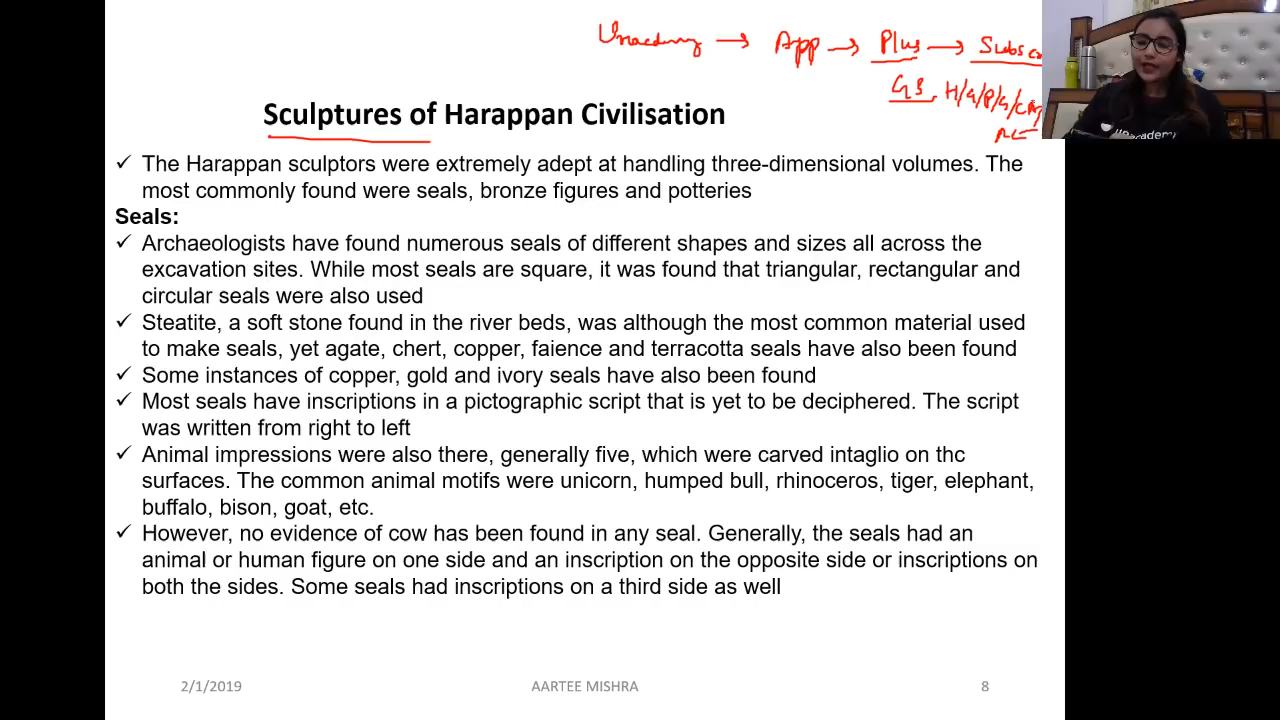 Unacademy → App → Plus → Subsc
GS, H/G/P/G/CA/
Sculptures of Harappan Civilisation
✓ The Harappan sculptors were extremely adept at handling three-dimensional volumes. The
most commonly found were seals, bronze figures and potteries
Seals:
✓ Archaeologists have found numerous seals of different shapes and sizes all across the
excavation sites. While most seals are square, it was found that triangular, rectangular and
circular seals were also used
✓ Steatite, a soft stone found in the river beds, was although the most common material used
to make seals, yet agate, chert, copper, faience and terracotta seals have also been found
✓ Some instances of copper, gold and ivory seals have also been found
✓ Most seals have inscriptions in a pictographic script that is yet to be deciphered. The script
was written from right to left
✓ Animal impressions were also there, generally five, which were carved intaglio on thc
surfaces. The common animal motifs were unicorn, humped bull, rhinoceros, tiger, elephant,
buffalo, bison, goat, etc.
✓ However, no evidence of cow has been found in any seal. Generally, the seals had an
animal or human figure on one side and an inscription on the opposite side or inscriptions on
both the sides. Some seals had inscriptions on a third side as well
2/1/2019 AARTEE MISHRA 8